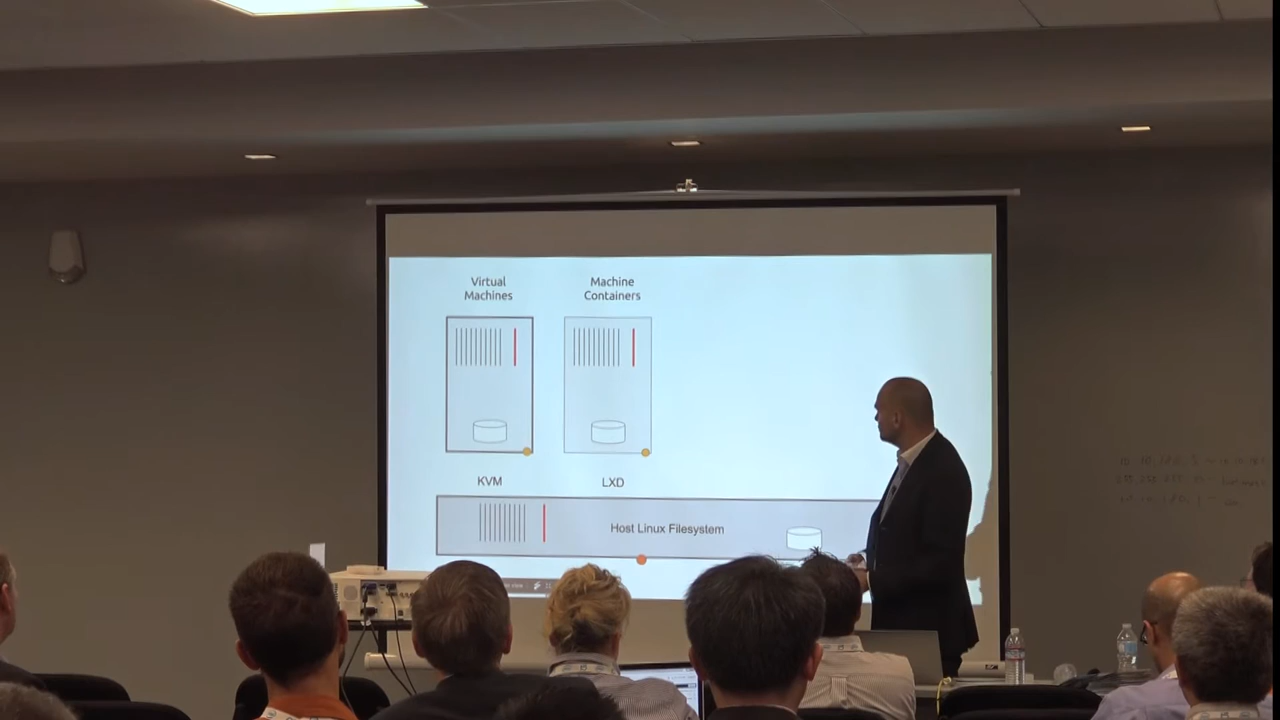 Virtual
Machines
Machine
Containers
KVM
LXD
Host Linux Filesystem